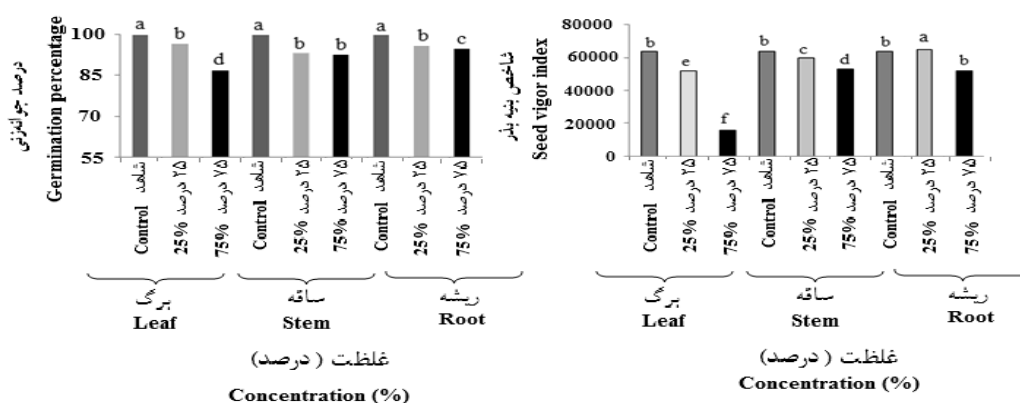 درصد جوانه‌زنی
Germination percentage
100
85
70
55
a
b
d
a
b
b
a
b
c
Control شاهد
25% درصد ۲۵
75% درصد ۷۵
Control شاهد
25% درصد ۲۵
75% درصد ۷۵
Control شاهد
25% درصد ۲۵
75% درصد ۷۵
برگ
Leaf
ساقه
Stem
ریشه
Root
غلظت ( درصد)
Concentration (%)
شاخص بنیه بذر
Seed vigor index
80000
60000
40000
20000
0
b
e
f
b
c
d
b
a
b
Control شاهد
25% درصد ۲۵
75% درصد ۷۵
Control شاهد
25% درصد ۲۵
75% درصد ۷۵
Control شاهد
25% درصد ۲۵
75% درصد ۷۵
برگ
Leaf
ساقه
Stem
ریشه
Root
غلظت ( درصد)
Concentration (%)